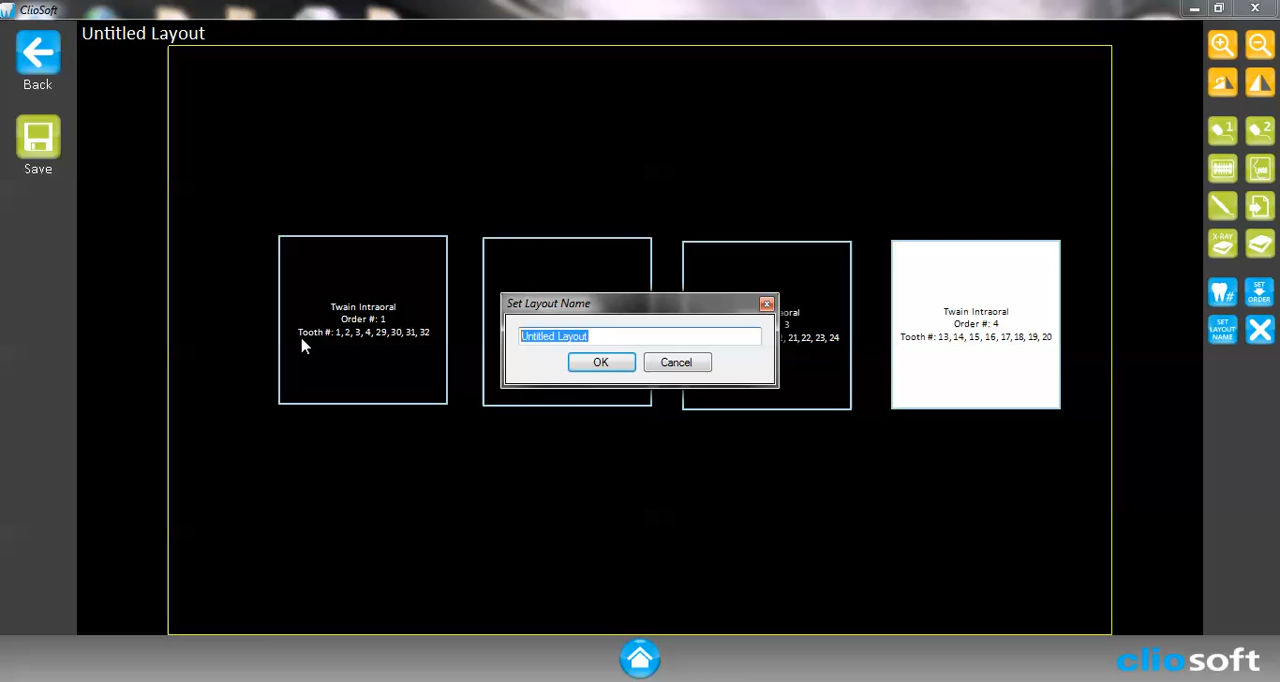 ClioSoft
Untitled Layout
Back
Save
Twain Intraoral
Order #: 1
Tooth #: 1, 2, 3, 4, 29, 30, 31, 32
Set Layout Name
Untitled Layout
OK
Cancel
oral
3
, 21, 22, 23, 24
Twain Intraoral
Order #: 4
Tooth #: 13, 14, 15, 16, 17, 18, 19, 20
1
2
X-RAY
#
SET
ORDER
SET
LAYOUT
NAME
cliosoft